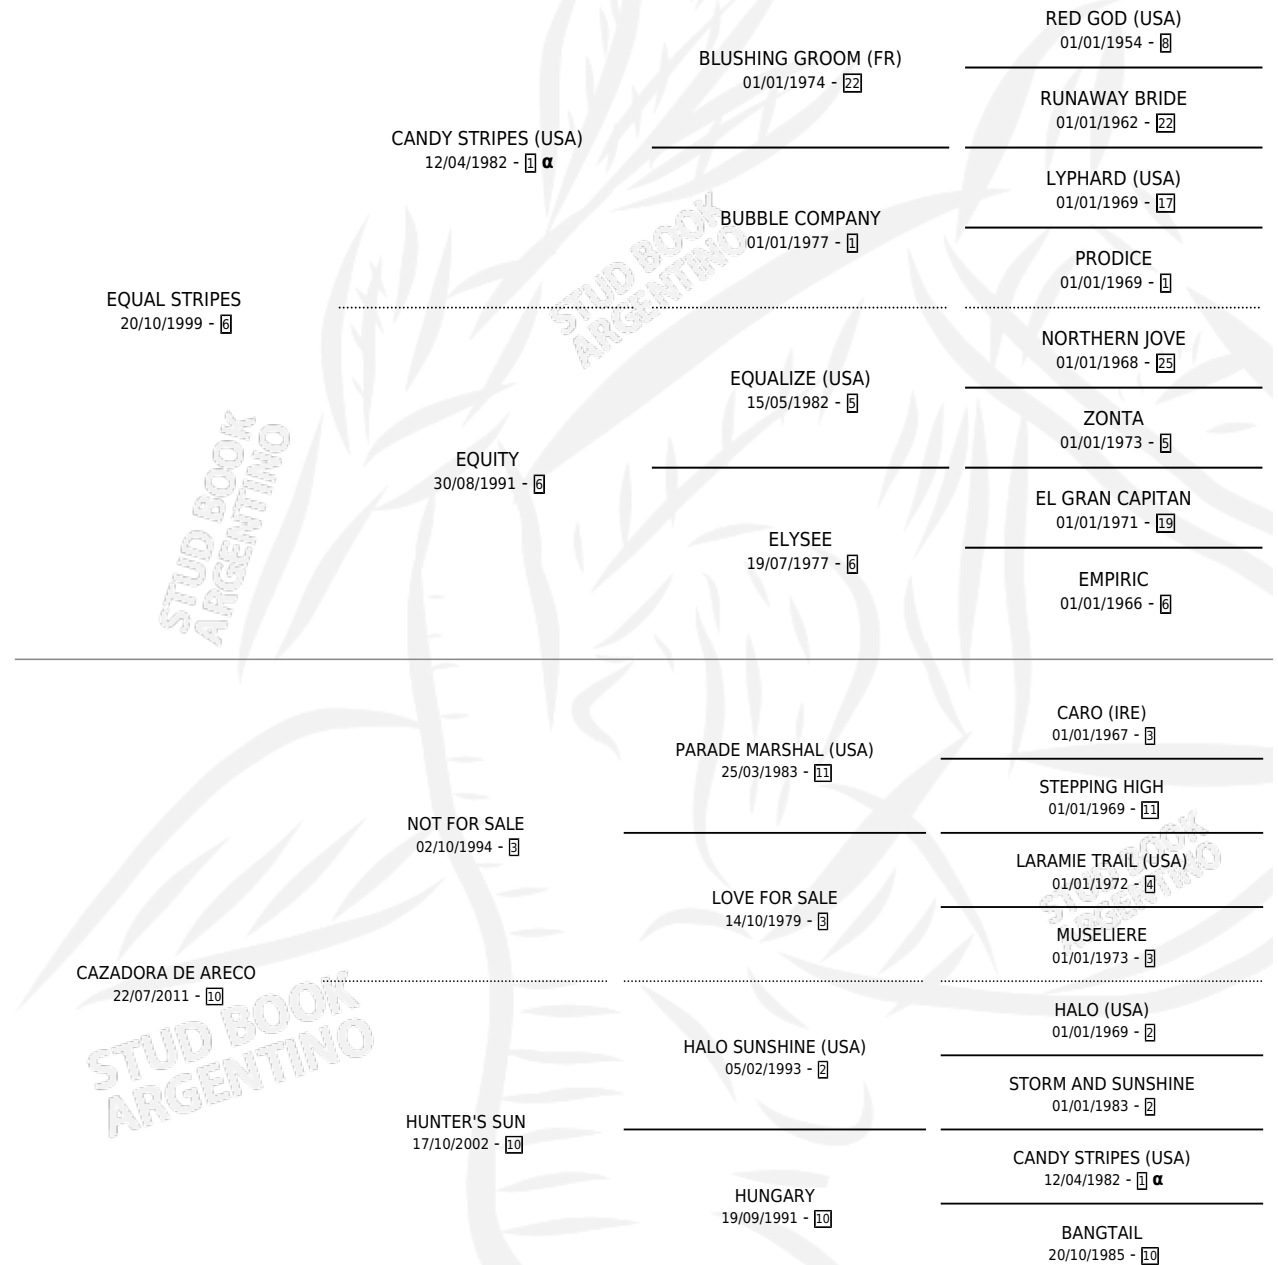 RED GOD (USA)
01/01/1954 - 8
BLUSHING GROOM (FR)
01/01/1974 - 22
RUNAWAY BRIDE
01/01/1962 - 22
CANDY STRIPES (USA)
12/04/1982 - 1 α
LYPHARD (USA)
01/01/1969 - 17
BUBBLE COMPANY
01/01/1977 - 1
PRODICE
01/01/1969 - 1
EQUAL STRIPES
20/10/1999 - 6
STUD BOOK
ARGENTINO
NORTHERN JOVE
01/01/1968 - 25
EQUALIZE (USA)
15/05/1982 - 5
ZONTA
01/01/1973 - 5
EQUITY
30/08/1991 - 6
EL GRAN CAPITAN
01/01/1971 - 19
ELYSEE
19/07/1977 - 6
EMPIRIC
01/01/1966 - 6
STUD BOOK
ARGENTINO
CARO (IRE)
01/01/1967 - 3
PARADE MARSHAL (USA)
25/03/1983 - 11
STEPPING HIGH
01/01/1969 - 11
NOT FOR SALE
02/10/1994 - 3
LARAMIE TRAIL (USA)
01/01/1972 - 4
STUD BOOK
ARGENTINO
LOVE FOR SALE
14/10/1979 - 3
MUSELIERE
01/01/1973 - 3
CAZADORA DE ARECO
22/07/2011 - 10
STUD BOOK
ARGENTINO
HALO (USA)
01/01/1969 - 2
HALO SUNSHINE (USA)
05/02/1993 - 2
STORM AND SUNSHINE
01/01/1983 - 2
HUNTER'S SUN
17/10/2002 - 10
CANDY STRIPES (USA)
12/04/1982 - 1 α
HUNGARY
19/09/1991 - 10
BANGTAIL
20/10/1985 - 10